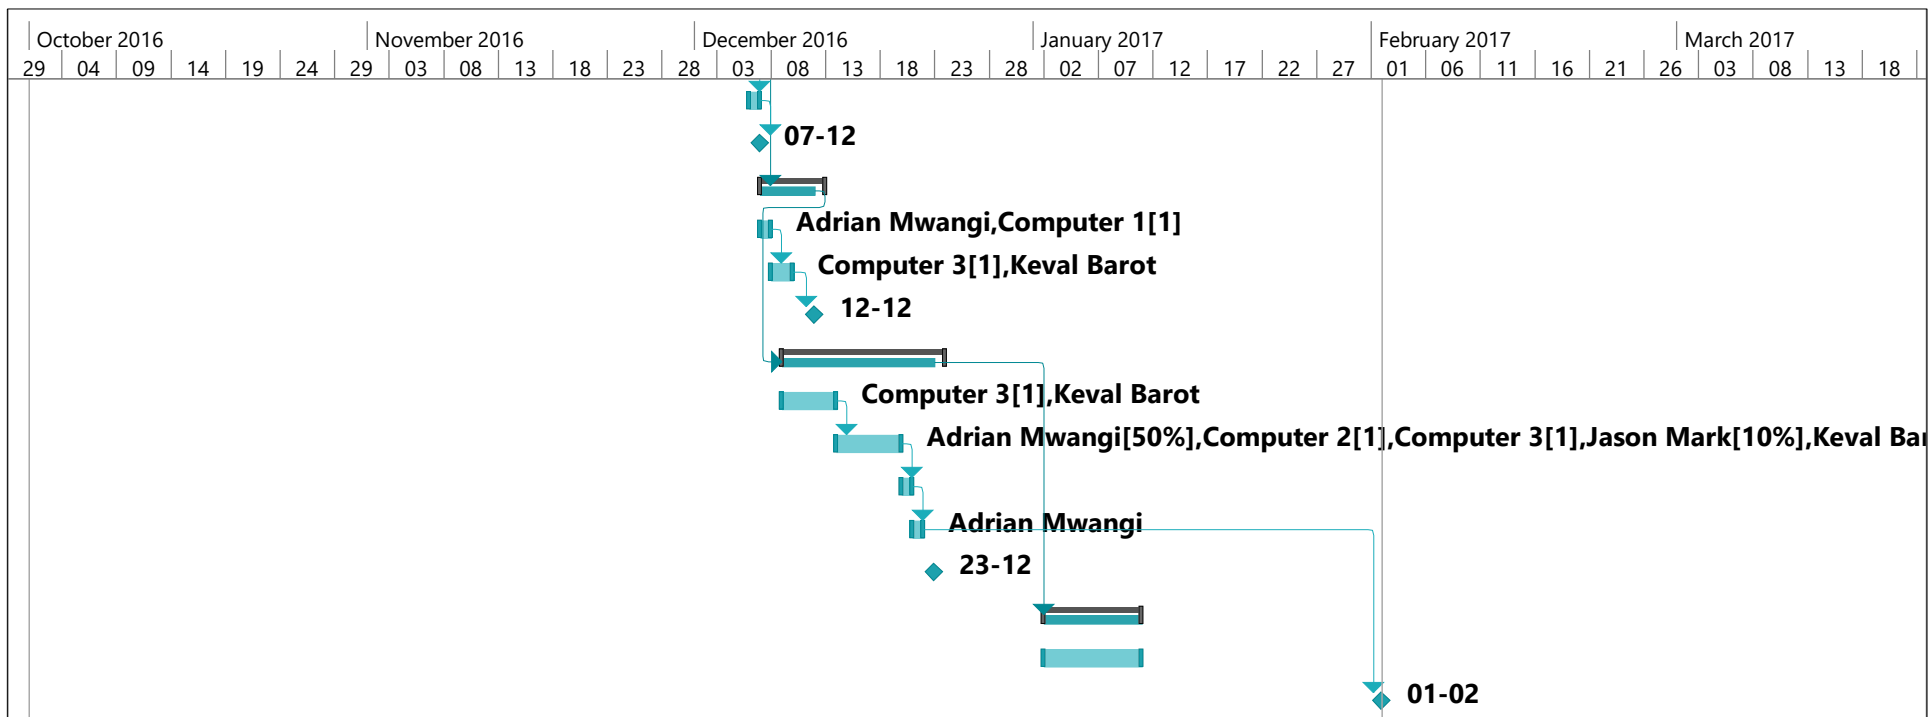 October 2016 November 2016 December 2016 January 2017 February 2017 March 2017
29 04 09 14 19 24 29 03 08 13 18 23 28 03 08 13 18 23 28 02 07 12 17 22 27 01 06 11 16 21 26 03 08 13 18
07-12
Adrian Mwangi,Computer 1[1]
Computer 3[1],Keval Barot
12-12
Computer 3[1],Keval Barot
Adrian Mwangi[50%],Computer 2[1],Computer 3[1],Jason Mark[10%],Keval
Adrian Mwangi
23-12
01-02